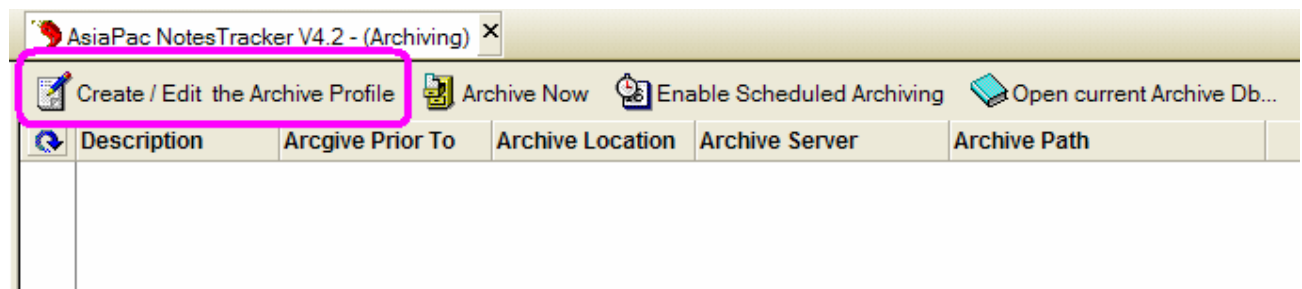 AsiaPac NotesTracker V4.2 - (Archiving)
Create / Edit the Archive Profile Archive Now Enable Scheduled Archiving Open current Archive Db...
Description Arcgive Prior To Archive Location Archive Server Archive Path